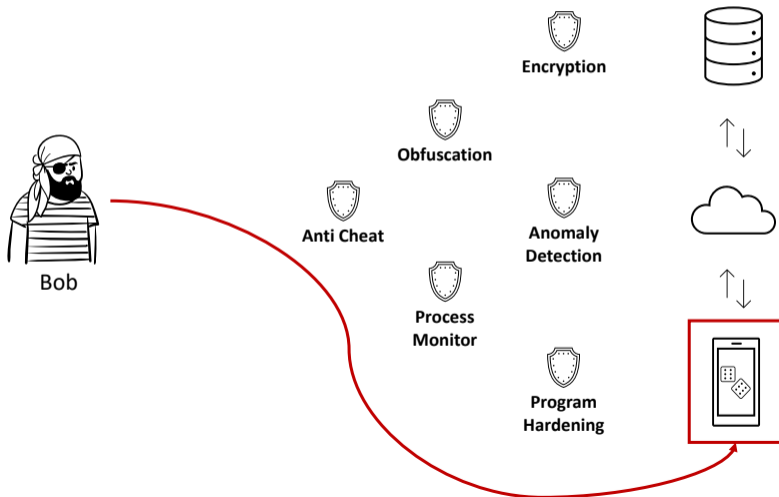 Encryption
Obfuscation
Anti Cheat
Anomaly
Detection
Bob
Process
Monitor
Program
Hardening